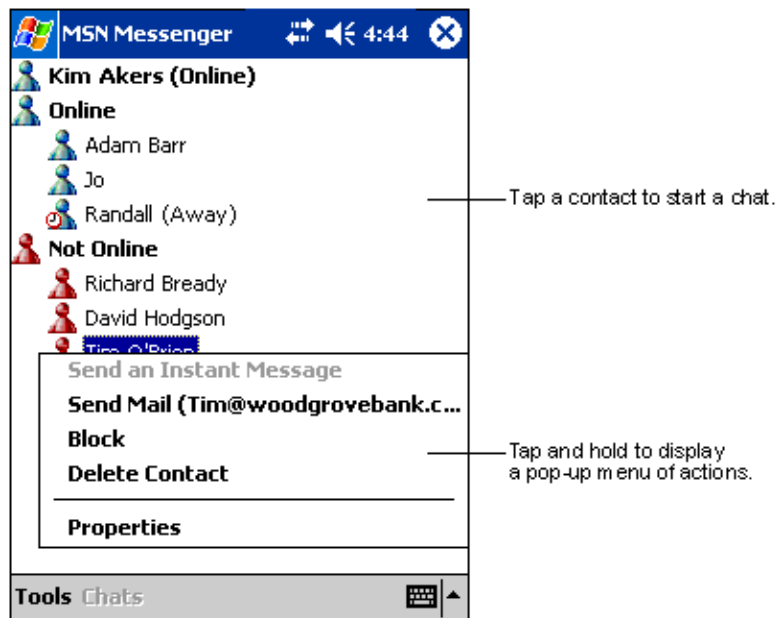 MSN Messenger 4:44
Kim Akers (Online)
Online
Adam Barr
Jo
Randall (Away)
Tap a contact to start a chat.
Not Online
Richard Bready
David Hodgson
Tim O'Brien
Send an Instant Message
Send Mail (Tim@woodgrovebank.c...
Block
Delete Contact
Tap and hold to display
a pop-up menu of actions.
Properties
Tools Chats